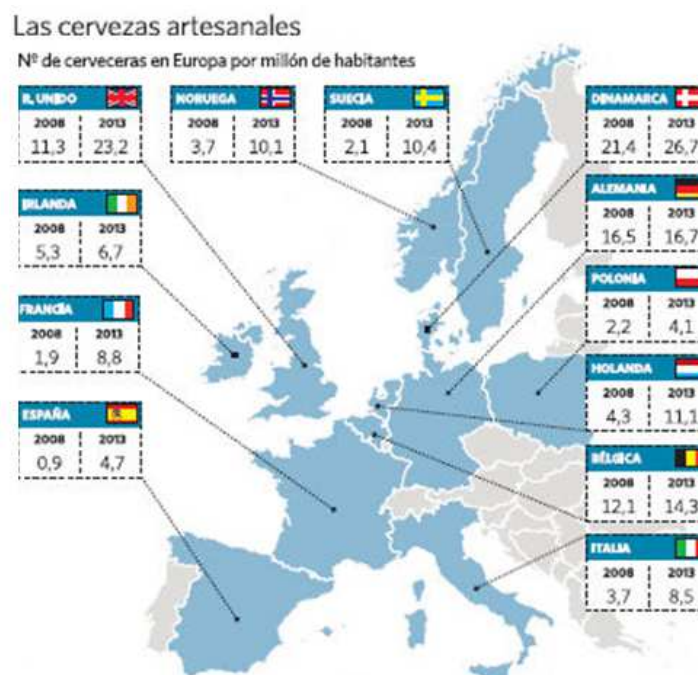 Las cervezas artesanales
Nº de cerveceras en Europa por millón de habitantes
R. UNIDO
2008 2013
11,3 23,2
NORUEGA
2008 2013
3,7 10,1
SUECIA
2008 2013
2,1 10,4
DINAMARCA
2008 2013
21,4 26,7
IRLANDA
2008 2013
5,3 6,7
ALEMANIA
2008 2013
16,5 16,7
FRANCIA
2008 2013
1,9 8,8
POLONIA
2008 2013
2,2 4,1
HOLANDA
2008 2013
4,3 11,1
ESPAÑA
2008 2013
0,9 4,7
BÉLGICA
2008 2013
12,1 14,3
ITALIA
2008 2013
3,7 8,5